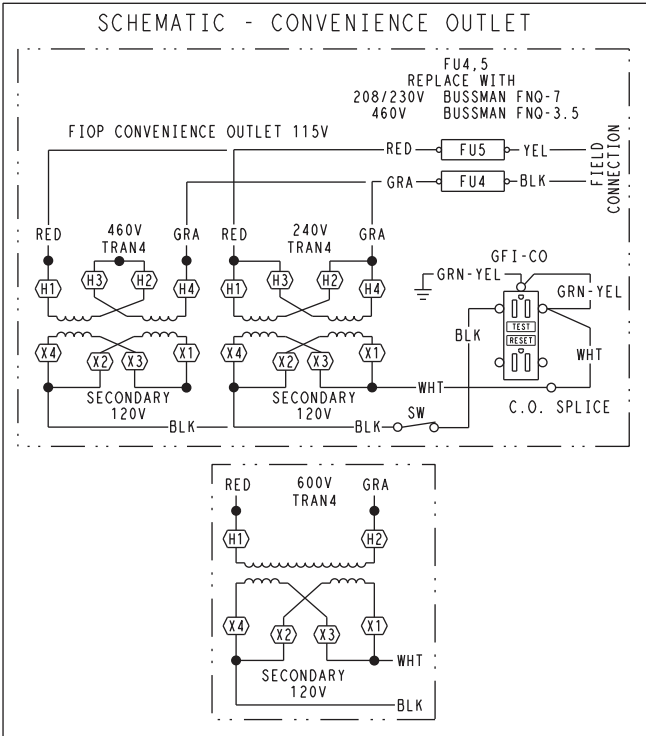 SCHEMATIC - CONVENIENCE OUTLET
FU4,5
REPLACE WITH
208/230V BUSSMAN FNQ-7
460V BUSSMAN FNQ-3.5
FIOP CONVENIENCE OUTLET 115V
RED FU5 YEL
GRA FU4 BLK
FIELD CONNECTION
RED 460V TRAN4 GRA RED 240V TRAN4 GRA
H1 H3 H2 H4 H1 H3 H2 H4
GFI-CO
GRN-YEL
GRN-YEL
BLK
TEST
RESET
WHT
X4 X2 X3 X1 X4 X2 X3 X1
SECONDARY 120V SECONDARY 120V
WHT
C.O. SPLICE
BLK BLK SW
RED 600V TRAN4 GRA
H1 H2
X4 X2 X3 X1
WHT
SECONDARY
120V
BLK